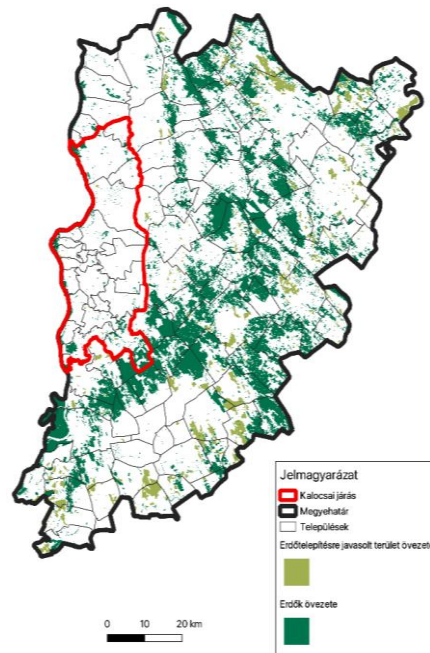 Jelmagyarázat
Kalocsai járás
Megyehatár
Települések
Erdőtelepítésre javasolt terület övezete
Erdők övezete
0 10 20 km